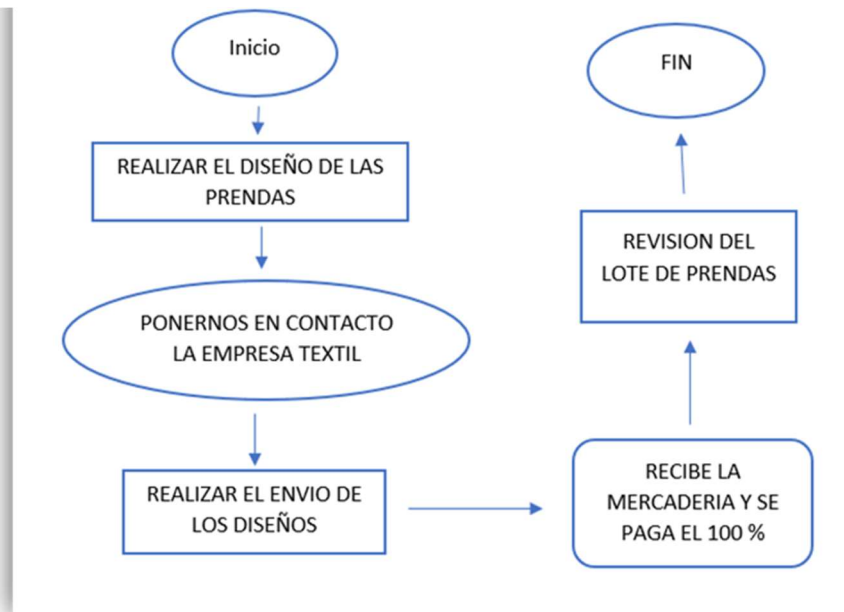 Inicio
REALIZAR EL DISEÑO DE LAS
PRENDAS
PONERNOS EN CONTACTO
LA EMPRESA TEXTIL
REALIZAR EL ENVIO DE
LOS DISEÑOS
RECIBE LA
MERCADERIA Y SE
PAGA EL 100 %
REVISION DEL
LOTE DE PRENDAS
FIN